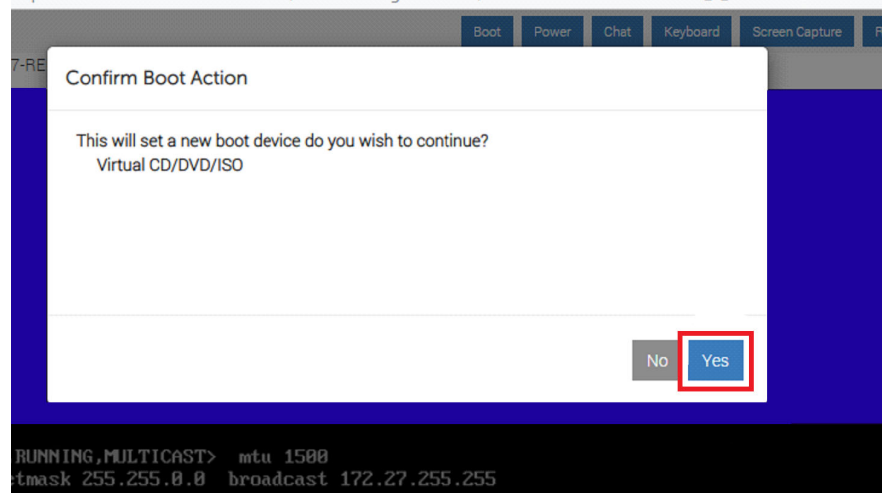 Boot Power Chat Keyboard Screen Capture
7-RE
Confirm Boot Action
This will set a new boot device do you wish to continue?
Virtual CD/DVD/ISO
No Yes
RUNNING,MULTICAST> mtu 1500
tmask 255.255.0.0 broadcast 172.27.255.255